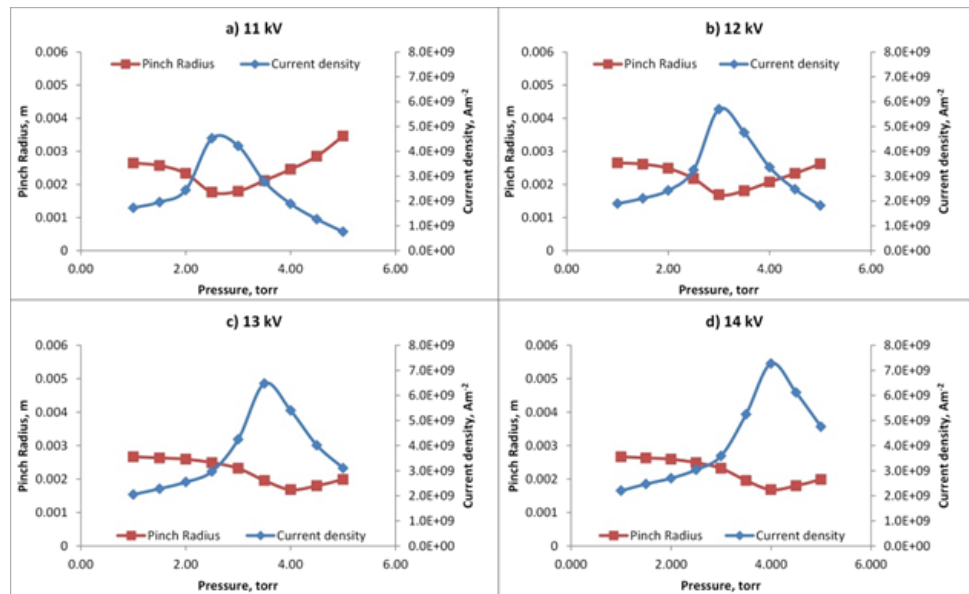 a) 11 kV
Pinch Radius, m
0.006
0.005
0.004
0.003
0.002
0.001
0
Pinch Radius
Current density
8.0E+09
7.0E+09
6.0E+09
5.0E+09
4.0E+09
3.0E+09
2.0E+09
1.0E+09
0.0E+00
Current density, Am⁻²
0.00
2.00
4.00
6.00
Pressure, torr
b) 12 kV
Pinch Radius, m
0.006
0.005
0.004
0.003
0.002
0.001
0
Pinch Radius
Current density
8.0E+09
7.0E+09
6.0E+09
5.0E+09
4.0E+09
3.0E+09
2.0E+09
1.0E+09
0.0E+00
Current density, Am⁻²
0.00
2.00
4.00
6.00
Pressure, torr
c) 13 kV
Pinch Radius, m
0.006
0.005
0.004
0.003
0.002
0.001
0
Pinch Radius
Current density
8.0E+09
7.0E+09
6.0E+09
5.0E+09
4.0E+09
3.0E+09
2.0E+09
1.0E+09
0.0E+00
Current density, Am⁻²
0.00
2.00
4.00
6.00
Pressure, torr
d) 14 kV
Pinch Radius, m
0.006
0.005
0.004
0.003
0.002
0.001
0
Pinch Radius
Current density
8.0E+09
7.0E+09
6.0E+09
5.0E+09
4.0E+09
3.0E+09
2.0E+09
1.0E+09
0.0E+00
Current density, Am⁻²
0.000
2.000
4.000
6.000
Pressure, torr